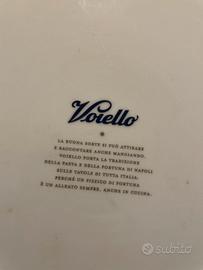 Voiello
LA BUONA SORTE SI PUÒ ATTIRARE
E RACCONTARE ANCHE MANGIANDO.
VOIELLO PORTA LA TRADIZIONE
DELLA PASTA E DELLA FORTUNA DI NAPOLI
SULLE TAVOLE DI TUTTA ITALIA:
PERCHÉ UN PIZZICO DI FORTUNA
È UN ALLEATO SEMPRE, ANCHE IN CUCINA.
subito